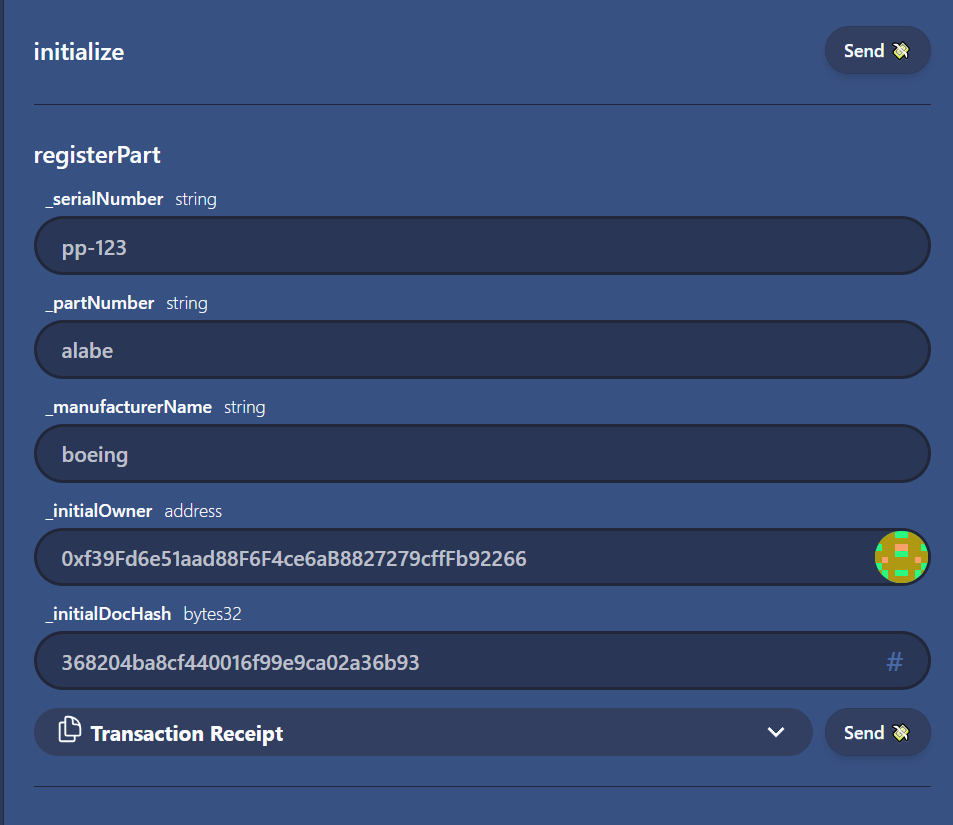 initialize
Send 💸
registerPart
_serialNumber string
pp-123
_partNumber string
alabe
_manufacturerName string
boeing
_initialOwner address
0xf39Fd6e51aad88F6F4ce6aB8827279cffFb92266
_initialDocHash bytes32
368204ba8cf440016f99e9ca02a36b93 #
Transaction Receipt
Send 💸